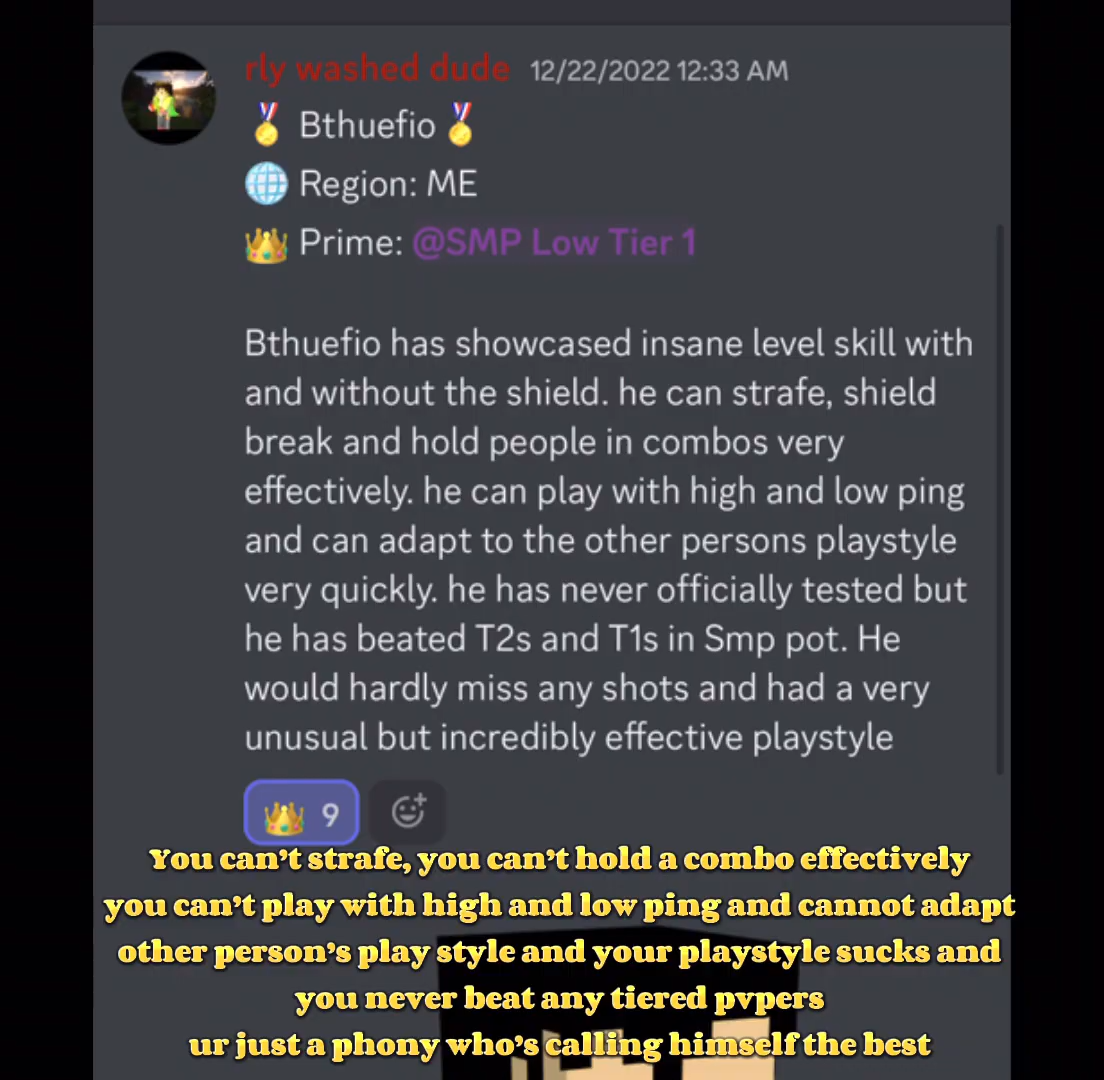 rly washed dude 12/22/2022 12:33 AM
🏅 Bthuefio 🏅
🌐 Region: ME
👑 Prime: @SMP Low Tier 1
Bthuefio has showcased insane level skill with
and without the shield. he can strafe, shield
break and hold people in combos very
effectively. he can play with high and low ping
and can adapt to the other persons playstyle
very quickly. he has never officially tested but
he has beated T2s and T1s in Smp pot. He
would hardly miss any shots and had a very
unusual but incredibly effective playstyle
👑 9
You can't strafe, you can't hold a combo effectively
you can't play with high and low ping and cannot adapt
other person's play style and your playstyle sucks and
you never beat any tiered pvpers
ur just a phony who's calling himself the best